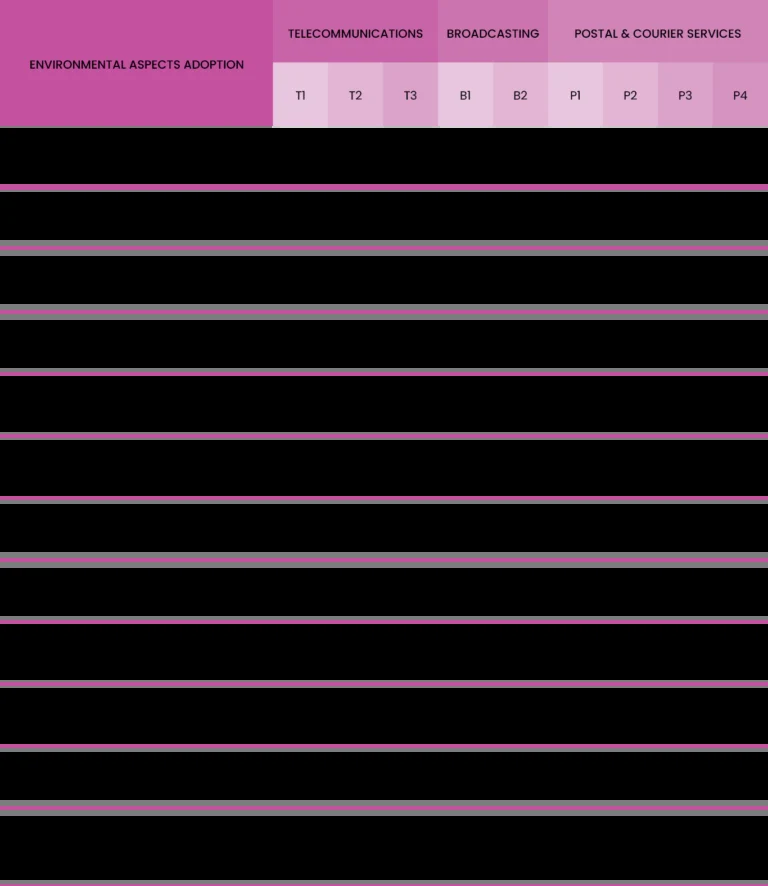 TELECOMMUNICATIONS BROADCASTING POSTAL & COURIER SERVICES
ENVIRONMENTAL ASPECTS ADOPTION
T1 T2 T3 B1 B2 P1 P2 P3 P4